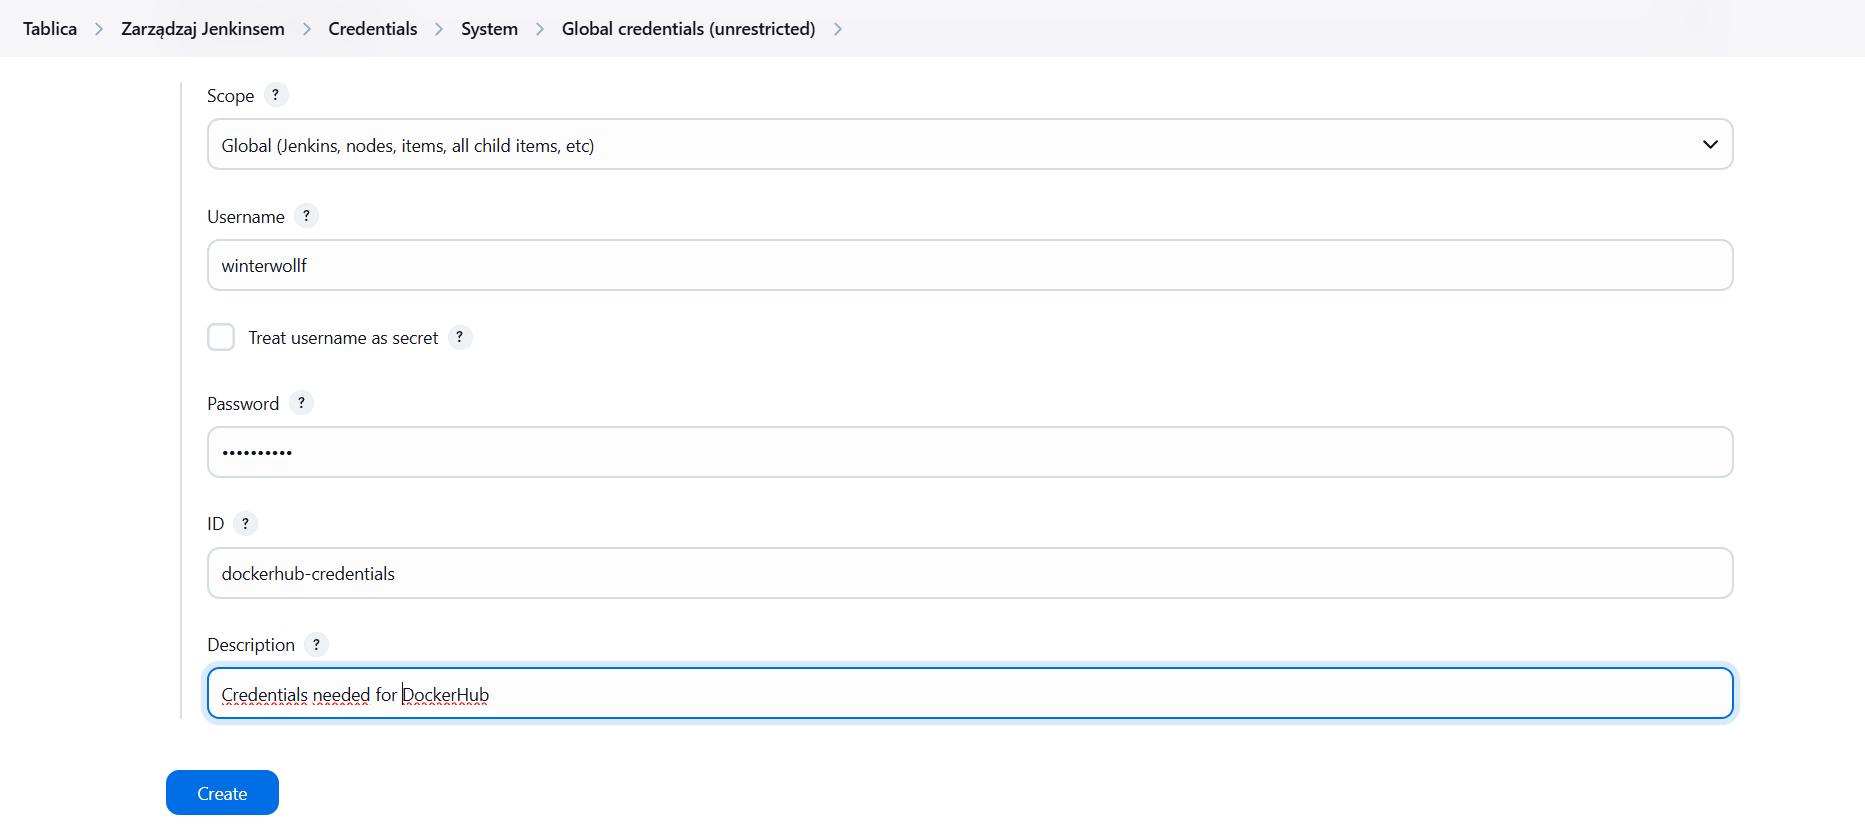 Tablica > Zarządzaj Jenkinsem > Credentials > System > Global credentials (unrestricted) >
Scope ?
Global (Jenkins, nodes, items, all child items, etc)
Username ?
winterwollf
Treat username as secret ?
Password ?
••••••••••
ID ?
dockerhub-credentials
Description ?
Credentials needed for DockerHub
Create